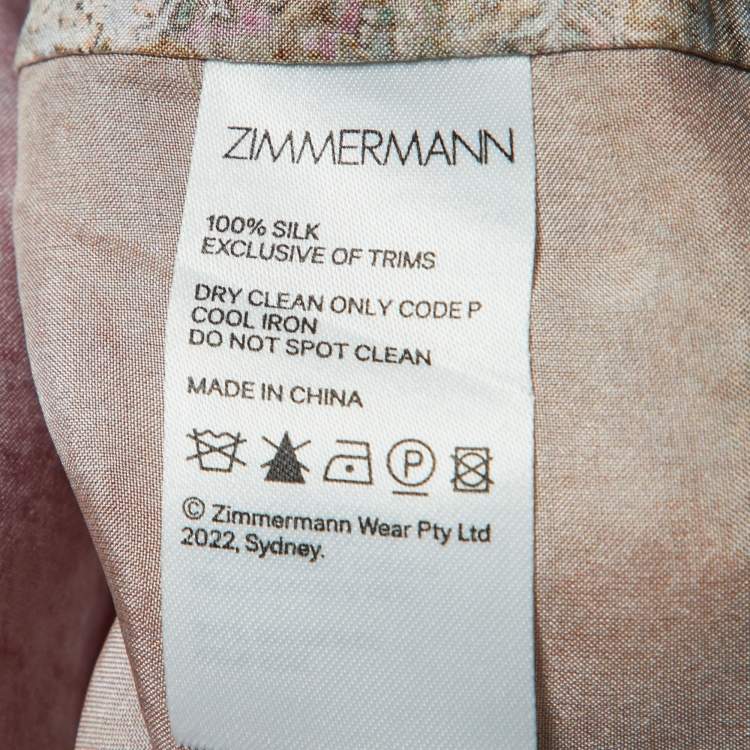 ZIMMERMANN
100% SILK
EXCLUSIVE OF TRIMS
DRY CLEAN ONLY CODE P
COOL IRON
DO NOT SPOT CLEAN
MADE IN CHINA
P
© Zimmermann Wear Pty Ltd
2022, Sydney.